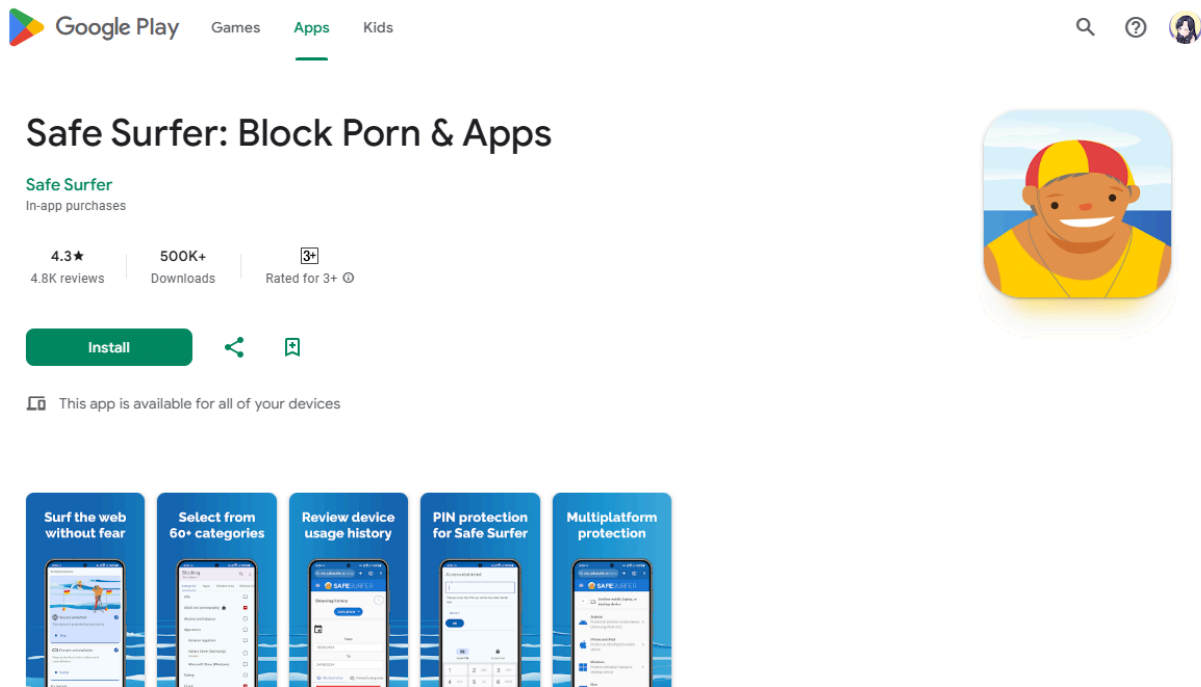 Google Play
Games
Apps
Kids
Safe Surfer: Block Porn & Apps
Safe Surfer
In-app purchases
4.3★
4.8K reviews
500K+
Downloads
3+
Rated for 3+
Install
This app is available for all of your devices
Surf the web
without fear
Select from
60+ categories
Review device
usage history
PIN protection
for Safe Surfer
Multiplatform
protection
SAFESURFER
SAFESURFER